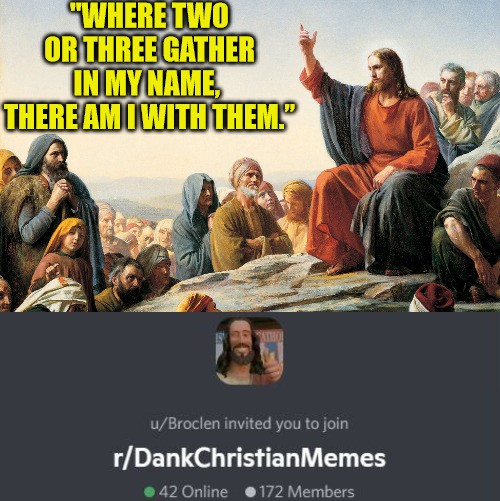 "WHERE TWO
OR THREE GATHER
IN MY NAME,
THERE AM I WITH THEM.”
u/Broclen invited you to join
r/DankChristianMemes
42 Online 172 Members